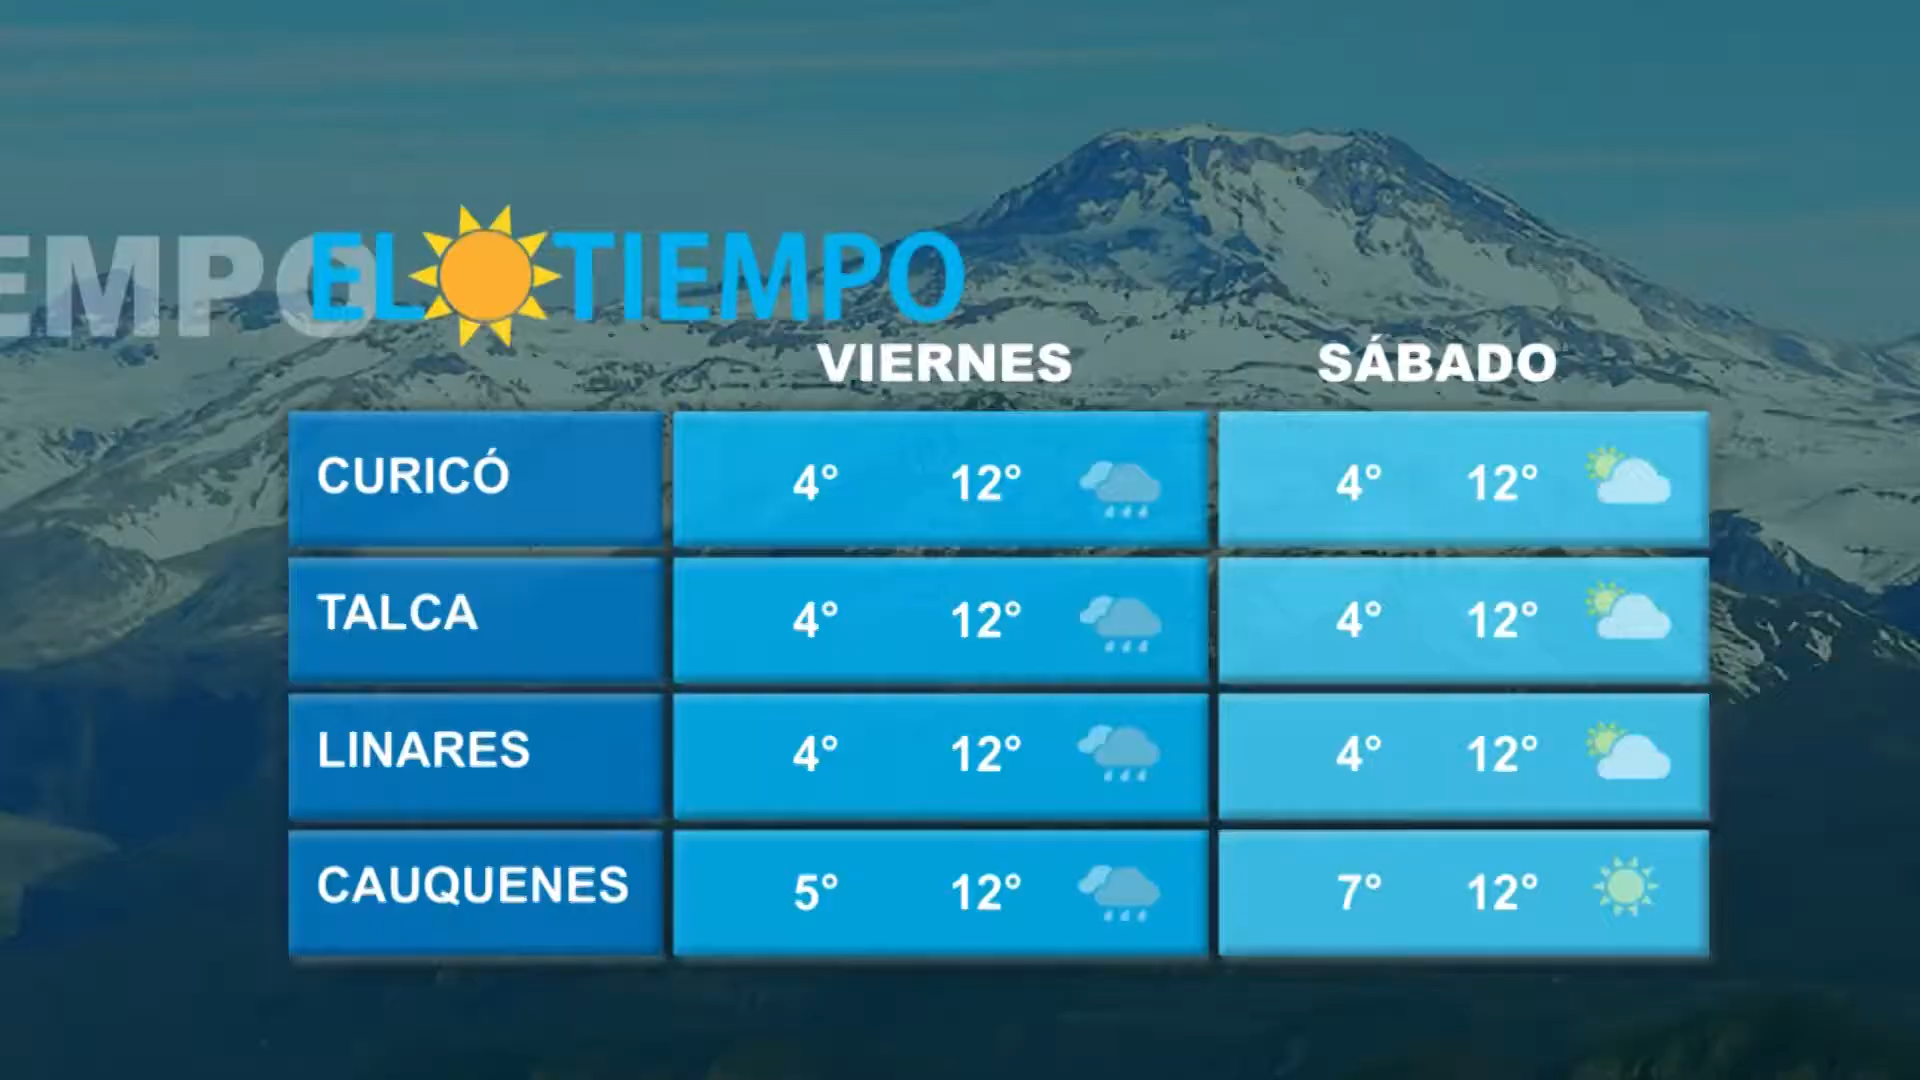 EMPO
EL TIEMPO
VIERNES SÁBADO
CURICÓ 4° 12° 4° 12°
TALCA 4° 12° 4° 12°
LINARES 4° 12° 4° 12°
CAUQUENES 5° 12° 7° 12°